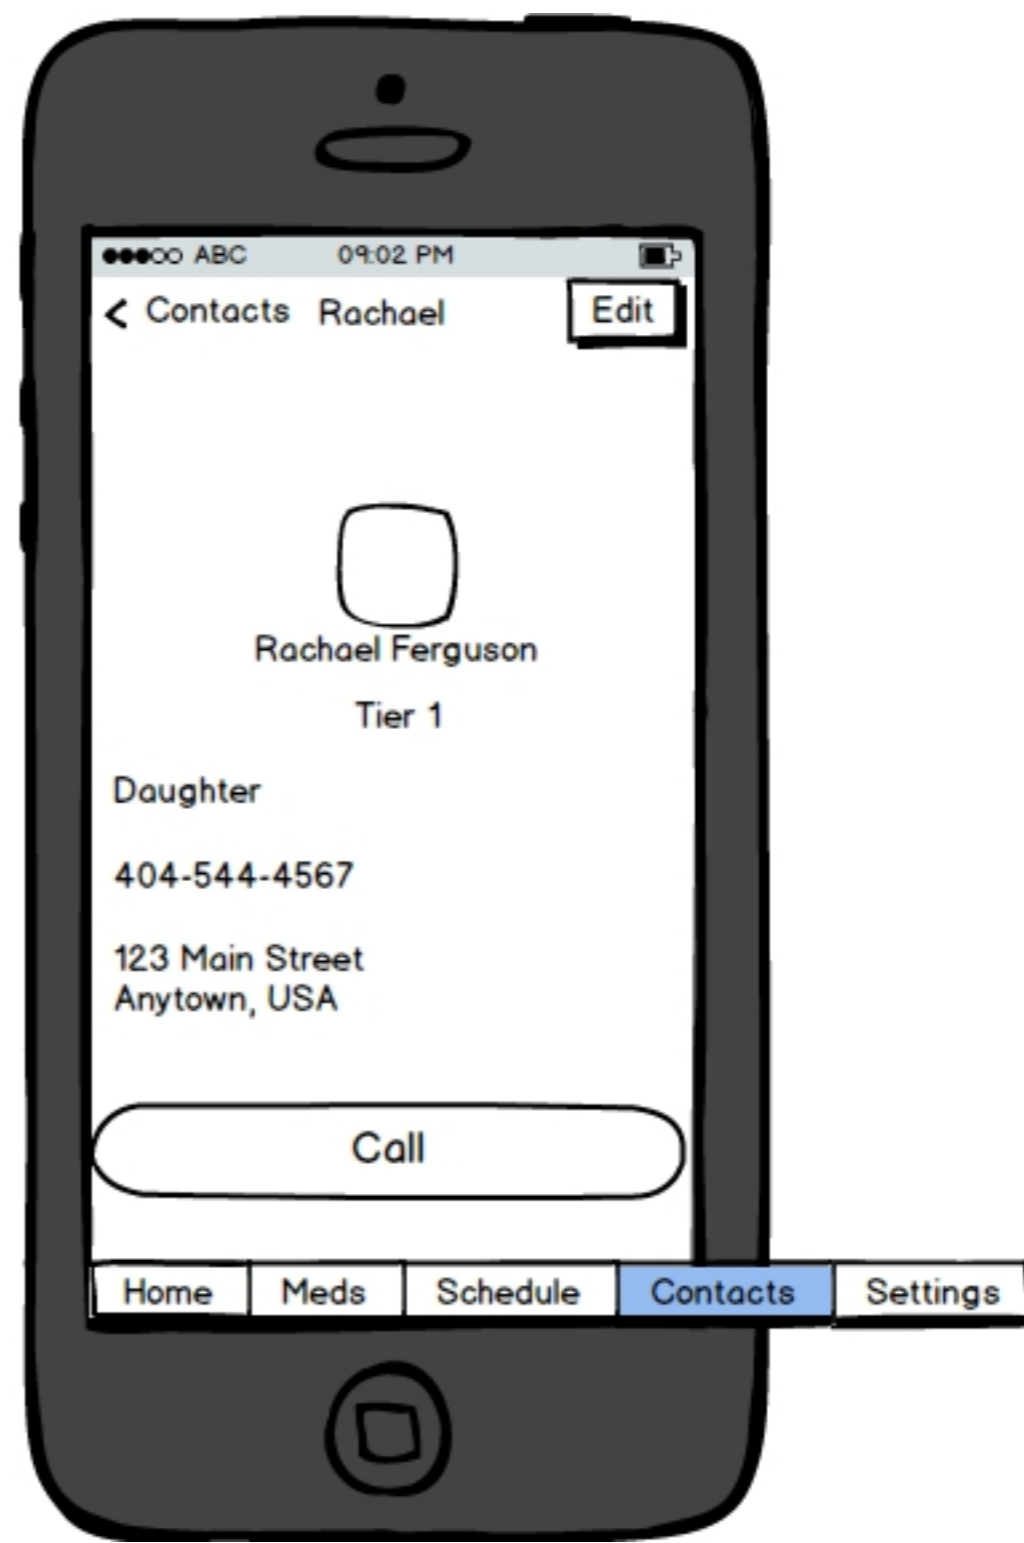 ABC 09:02 PM
< Contacts Rachael Edit
Rachael Ferguson
Tier 1
Daughter
404-544-4567
123 Main Street
Anytown, USA
Call
Home Meds Schedule Contacts Settings